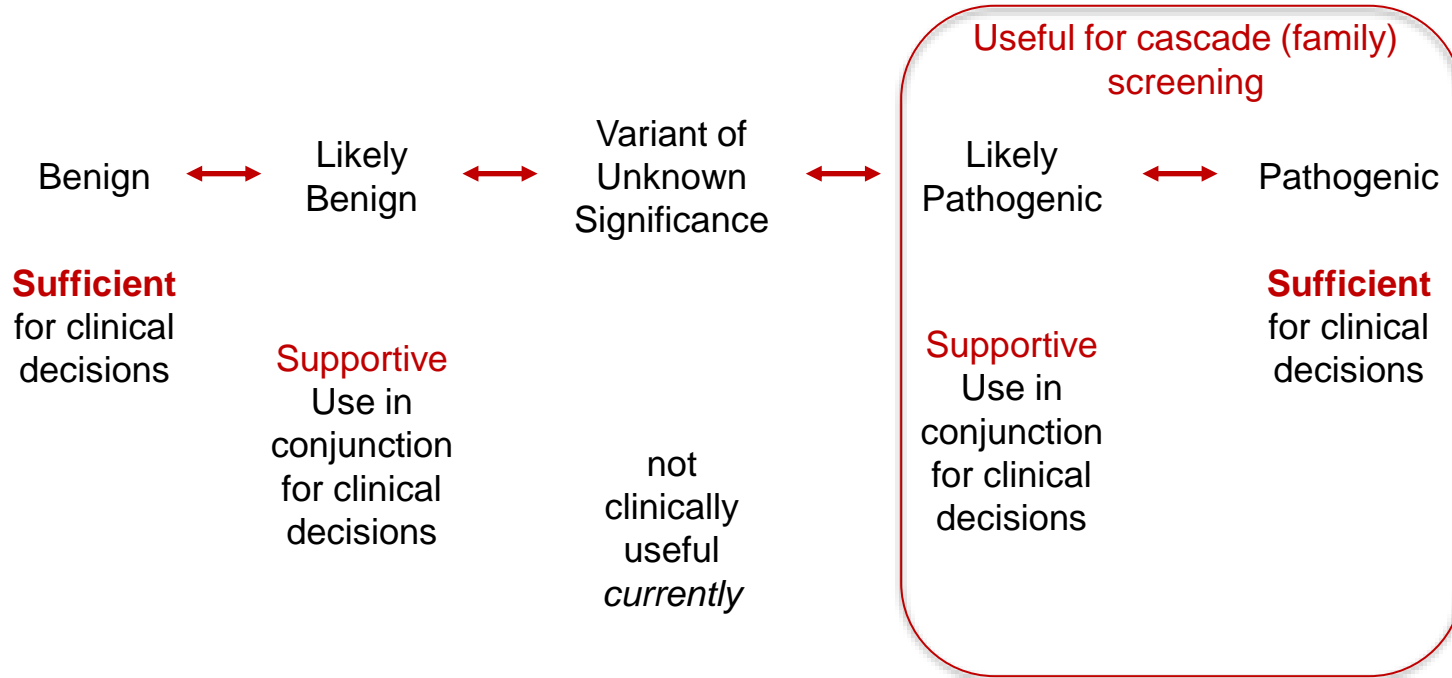 Useful for cascade (family)
screening
Benign
Likely
Benign
Variant of
Unknown
Significance
Likely
Pathogenic
Pathogenic
Sufficient
for clinical
decisions
Supportive
Use in
conjunction
for clinical
decisions
not
clinically
useful
currently
Supportive
Use in
conjunction
for clinical
decisions
Sufficient
for clinical
decisions